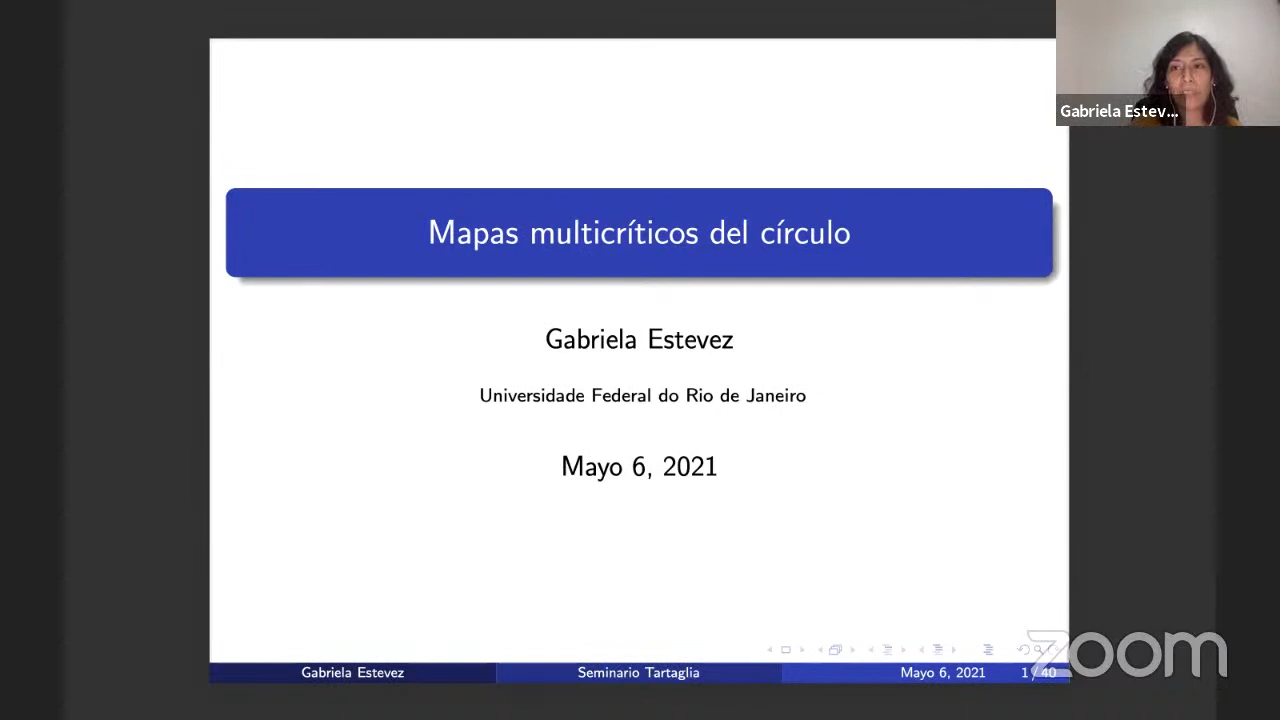 Gabriela Estev...
Mapas multicríticos del círculo
Gabriela Estevez
Universidade Federal do Rio de Janeiro
Mayo 6, 2021
Gabriela Estevez
Seminario Tartaglia
Mayo 6, 2021
1 / 40
zoom